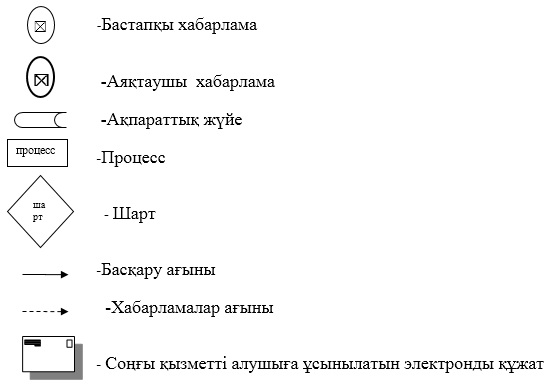 -Бастапқы хабарлама
-Аяқтаушы хабарлама
-Ақпараттық жүйе
процесс
-Процесс
ша
рт
- Шарт
-Басқару ағыны
-Хабарламалар ағыны
- Соңғы қызметті алушыға ұсынылатын электронды құжат